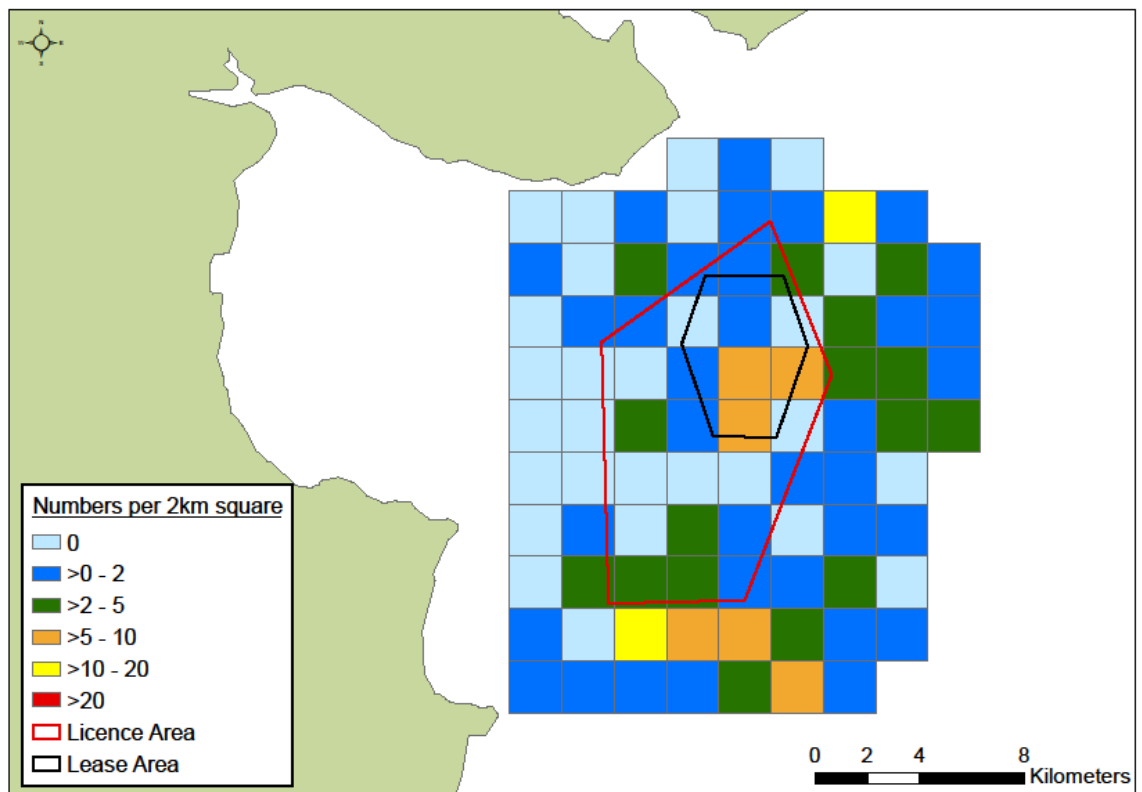 N
E
S
Numbers per 2km square
0
>0 - 2
>2 - 5
>5 - 10
>10 - 20
>20
Licence Area
Lease Area
0 2 4 8
Kilometers